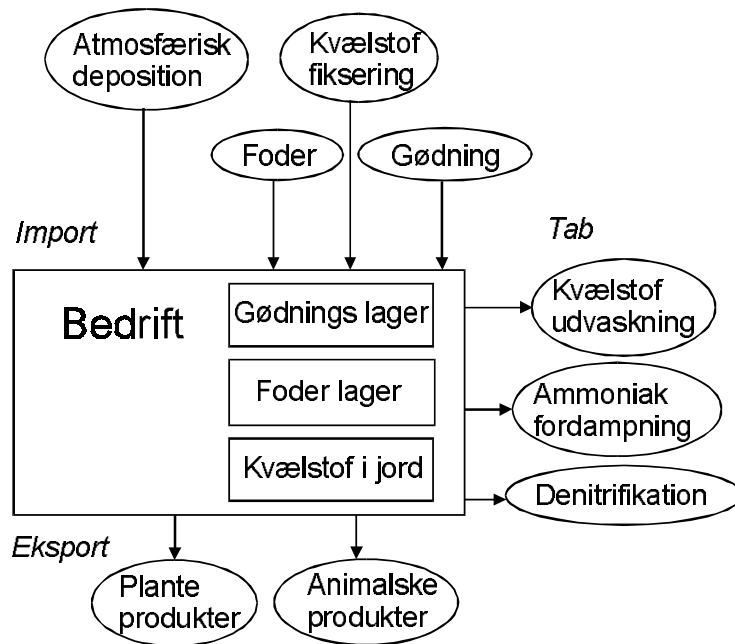 Atmosfærisk
deposition
Kvælstof
fiksering
Foder
Gødning
Import
Tab
Bedrift
Gødnings lager
Foder lager
Kvælstof i jord
Kvælstof
udvaskning
Ammoniak
fordampning
Denitrifikation
Eksport
Plante
produkter
Animalske
produkter